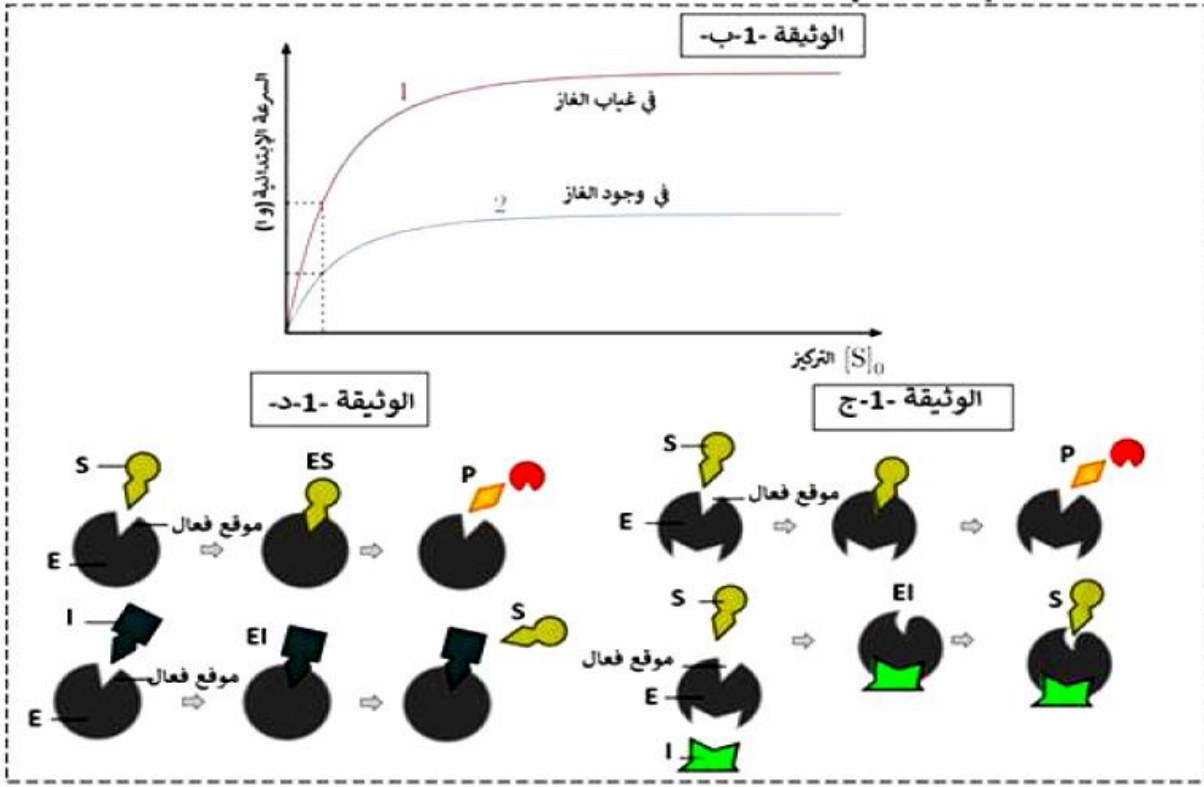 الوثيقة -1-ب-
السرعة الإبتدائية (و ا)
1
في غياب الغاز
2
في وجود الغاز
التركيز [S]0
الوثيقة -1-ج
S
موقع فعال
E
P
S
موقع فعال
E
I
EI
S
الوثيقة -1-د-
S
موقع فعال
E
ES
P
I
موقع فعال
E
EI
S